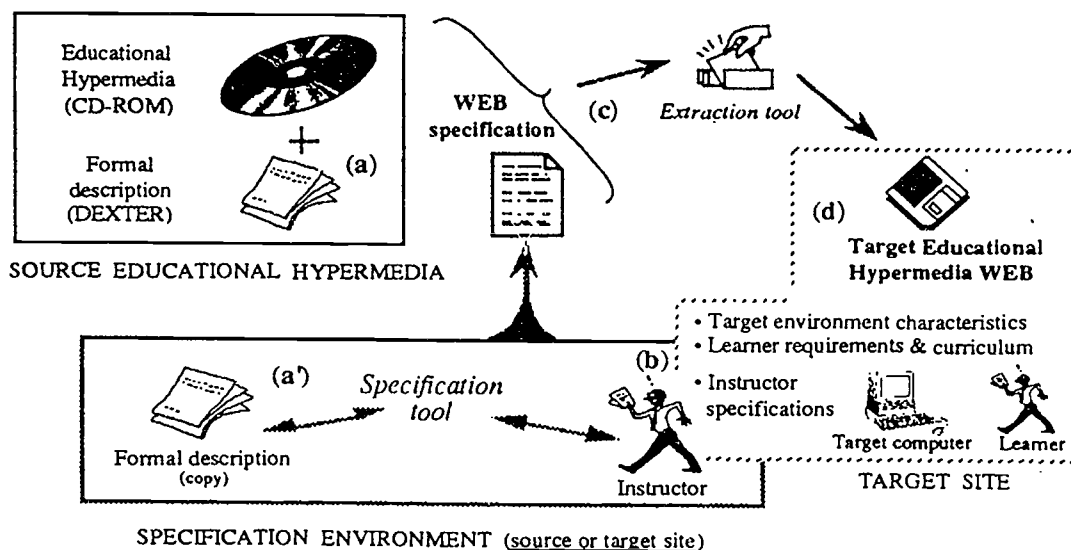 Educational
Hypermedia
(CD-ROM)
Formal
description
(DEXTER)
(a)
SOURCE EDUCATIONAL HYPERMEDIA
WEB
specification
(c)
Extraction tool
(d)
Target Educational
Hypermedia WEB
• Target environment characteristics
• Learner requirements & curriculum
• Instructor
specifications
Target computer
Learner
TARGET SITE
(a')
Specification
tool
(b)
Formal description
(copy)
Instructor
SPECIFICATION ENVIRONMENT (source or target site)